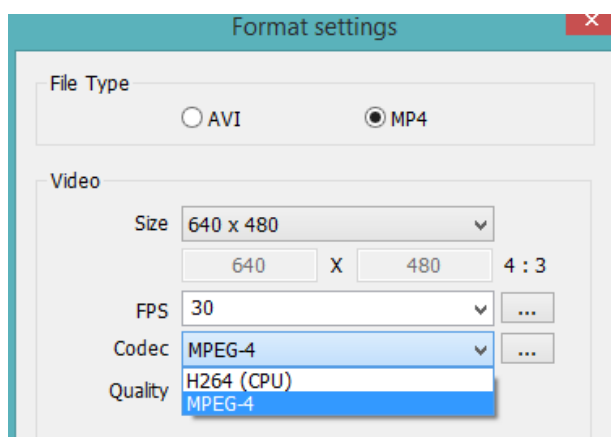 Format settings
File Type
AVI MP4
Video
Size 640 x 480
640 X 480 4 : 3
FPS 30 ...
Codec MPEG-4 ...
Quality H264 (CPU)
MPEG-4